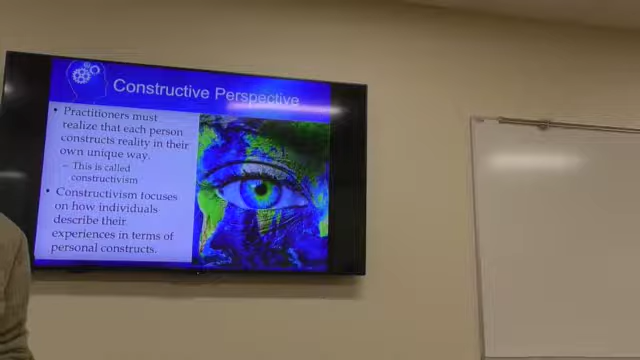 Constructive Perspective
• Practitioners must
realize that each person
constructs reality in their
own unique way.
– This is called
constructivism
• Constructivism focuses
on how individuals
describe their
experiences in terms of
personal constructs.